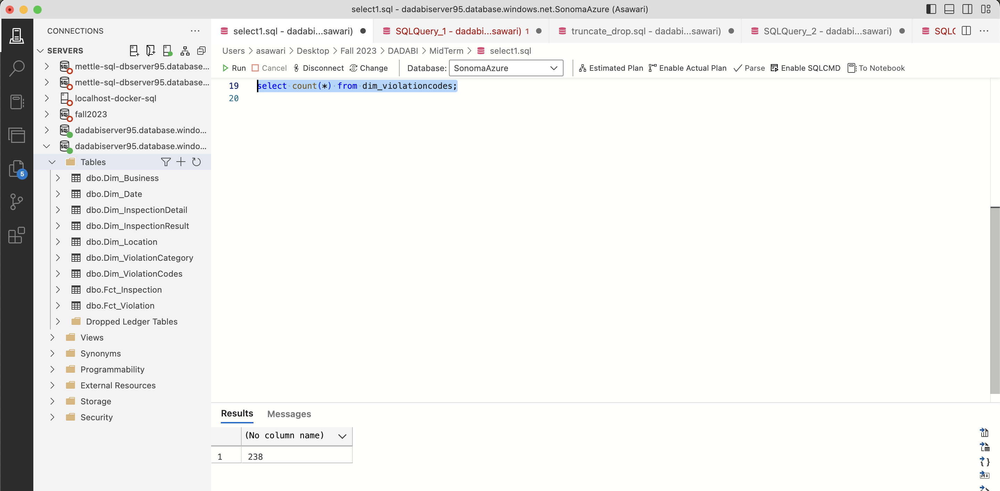 select1.sql - dadabiserver95.database.windows.net.SonomaAzure (Asawari)
CONNECTIONS
SERVERS
mettle-sql-dbserver95.database...
mettle-sql-dbserver95.database...
localhost-docker-sql
fall2023
dadabiserver95.database.windo...
dadabiserver95.database.windo...
Tables
dbo.Dim_Business
dbo.Dim_Date
dbo.Dim_InspectionDetail
dbo.Dim_InspectionResult
dbo.Dim_Location
dbo.Dim_ViolationCategory
dbo.Dim_ViolationCodes
dbo.Fct_Inspection
dbo.Fct_Violation
Dropped Ledger Tables
Views
Synonyms
Programmability
External Resources
Storage
Security
5
select1.sql - dadabi...sawari) SQLQuery_1 - dadabi...sawari) 1 truncate_drop.sql - dadabi...sawari) SQLQuery_2 - dadabi...sawari)
Users > asawari > Desktop > Fall 2023 > DADABI > MidTerm > select1.sql
Run Cancel Disconnect Change Database: SonomaAzure Estimated Plan Enable Actual Plan Parse Enable SQLCMD To Notebook
19 select count(*) from dim_violationcodes;
20
Results Messages
(No column name)
1 238